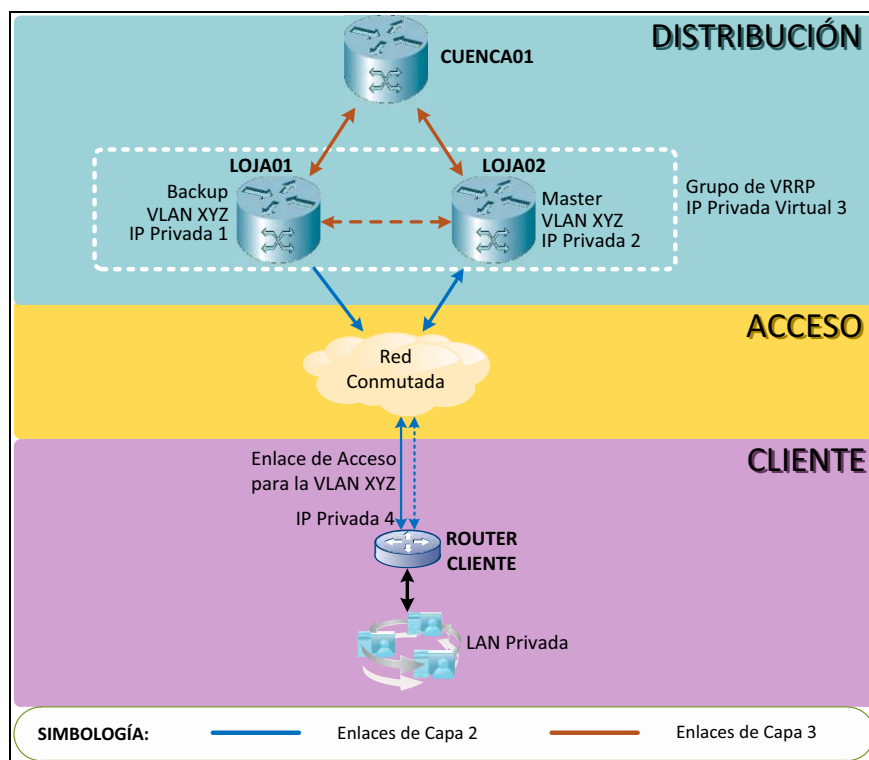 DISTRIBUCIÓN
CUENCA01
LOJA01
LOJA02
Backup
VLAN XYZ
IP Privada 1
Master
VLAN XYZ
IP Privada 2
Grupo de VRRP
IP Privada Virtual 3
ACCESO
Red
Conmutada
CLIENTE
Enlace de Acceso
para la VLAN XYZ
IP Privada 4
ROUTER
CLIENTE
LAN Privada
SIMBOLOGÍA:
Enlaces de Capa 2
Enlaces de Capa 3